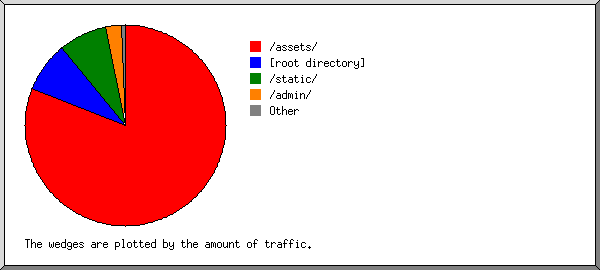 /assets/
[root directory]
/static/
/admin/
Other
The wedges are plotted by the amount of traffic.